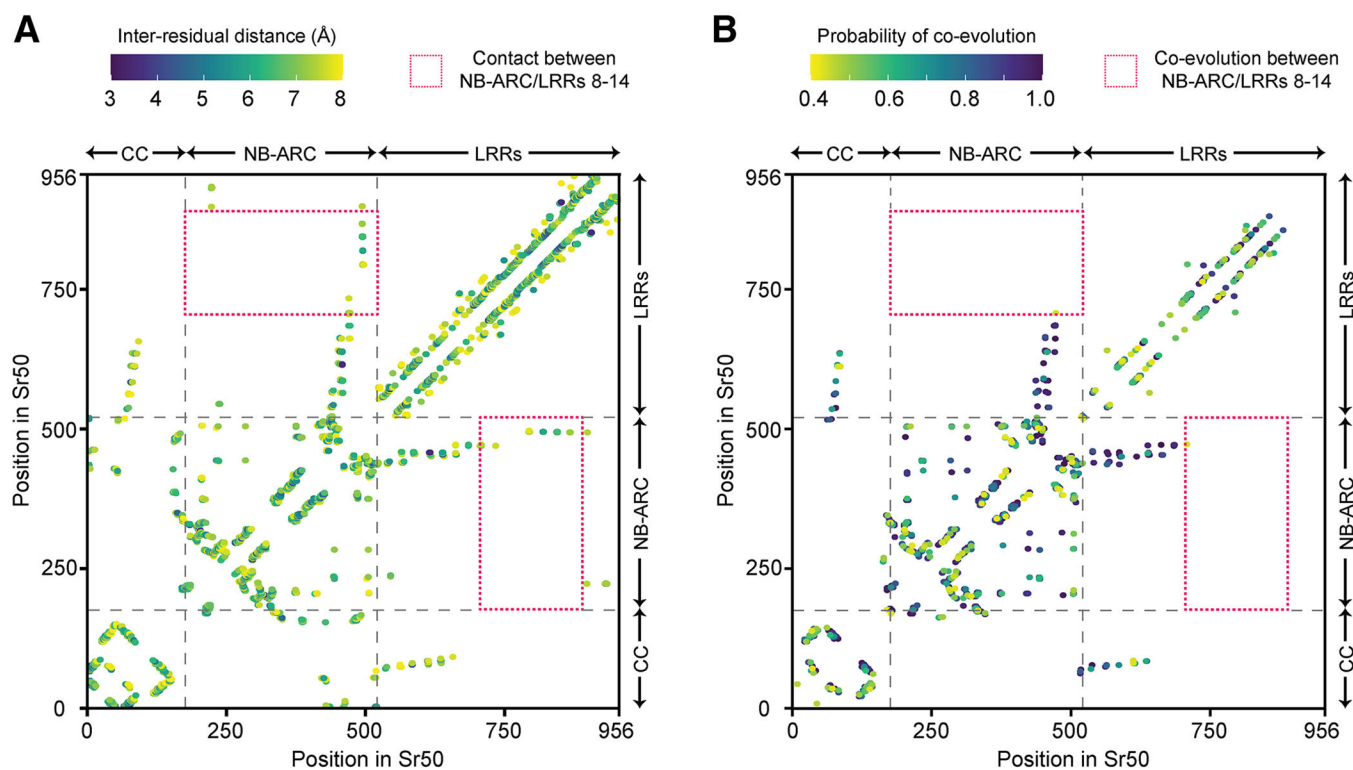 A
Inter-residual distance (Å)
3 4 5 6 7 8
Contact between
NB-ARC/LRRs 8-14
CC NB-ARC LRRs
956
750
500
250
0
Position in Sr50
LRRs
NB-ARC
CC
0 250 500 750 956
Position in Sr50
B
Probability of co-evolution
0.4 0.6 0.8 1.0
Co-evolution between
NB-ARC/LRRs 8-14
CC NB-ARC LRRs
956
750
500
250
0
Position in Sr50
LRRs
NB-ARC
CC
0 250 500 750 956
Position in Sr50